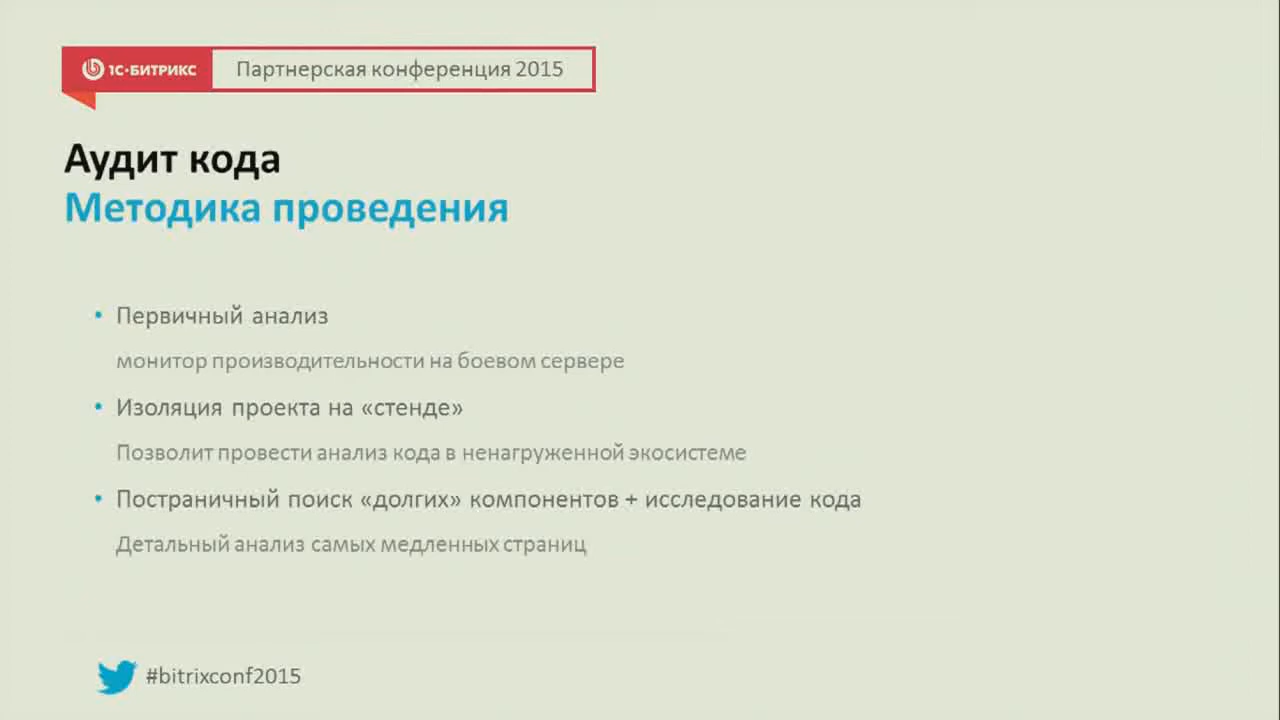 1С-БИТРИКС Партнерская конференция 2015
Аудит кода
Методика проведения
• Первичный анализ
монитор производительности на боевом сервере
• Изоляция проекта на «стенде»
Позволит провести анализ кода в ненагруженной экосистеме
• Постраничный поиск «долгих» компонентов + исследование кода
Детальный анализ самых медленных страниц
#bitrixconf2015